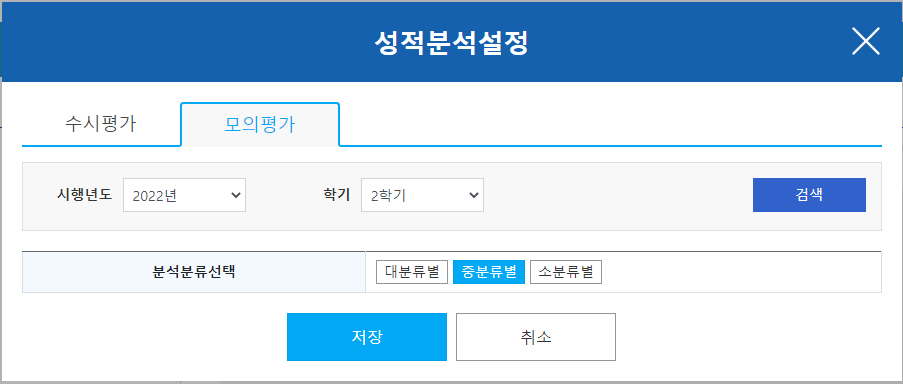 성적분석설정
수시평가 모의평가
시행년도 2022년 학기 2학기 검색
분석분류선택 대분류별 중분류별 소분류별
저장 취소